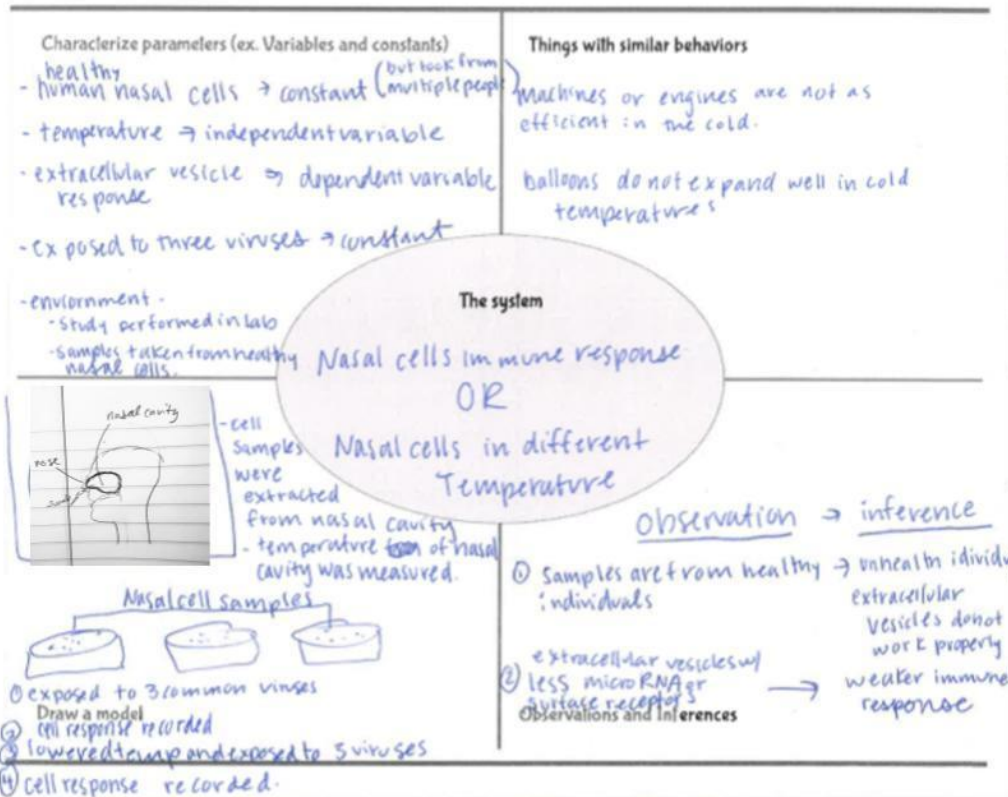 Characterize parameters (ex. Variables and constants)
healthy
- human nasal cells → constant (but took from
multiple people)
- temperature → independent variable
- extracellular vesicle → dependent variable
response
- exposed to three viruses → constant
- enviornment -
- study performed in lab
- samples taken from healthy
nasal cells.
Things with similar behaviors
machines or engines are not as
efficient in the cold.
balloons do not expand well in cold
temperatures
The system
Nasal cells immune response
OR
Nasal cells in different
Temperature
nasal cavity
nose
- cell
samples
were
extracted
from nasal cavity
- temperature of nasal
cavity was measured.
Nasal cell samples
① exposed to 3 common viruses
Draw a model
② cell response recorded
③ lowered temp and exposed to 3 viruses
④ cell response recorded.
Observation → inference
① Samples are from healthy → unhealth idividu
individuals
extracellular
vesicles do not
work properly
② extracellular vesicles w/
less microRNA or
surface receptors
→ weaker immune
response
Observations and Inferences